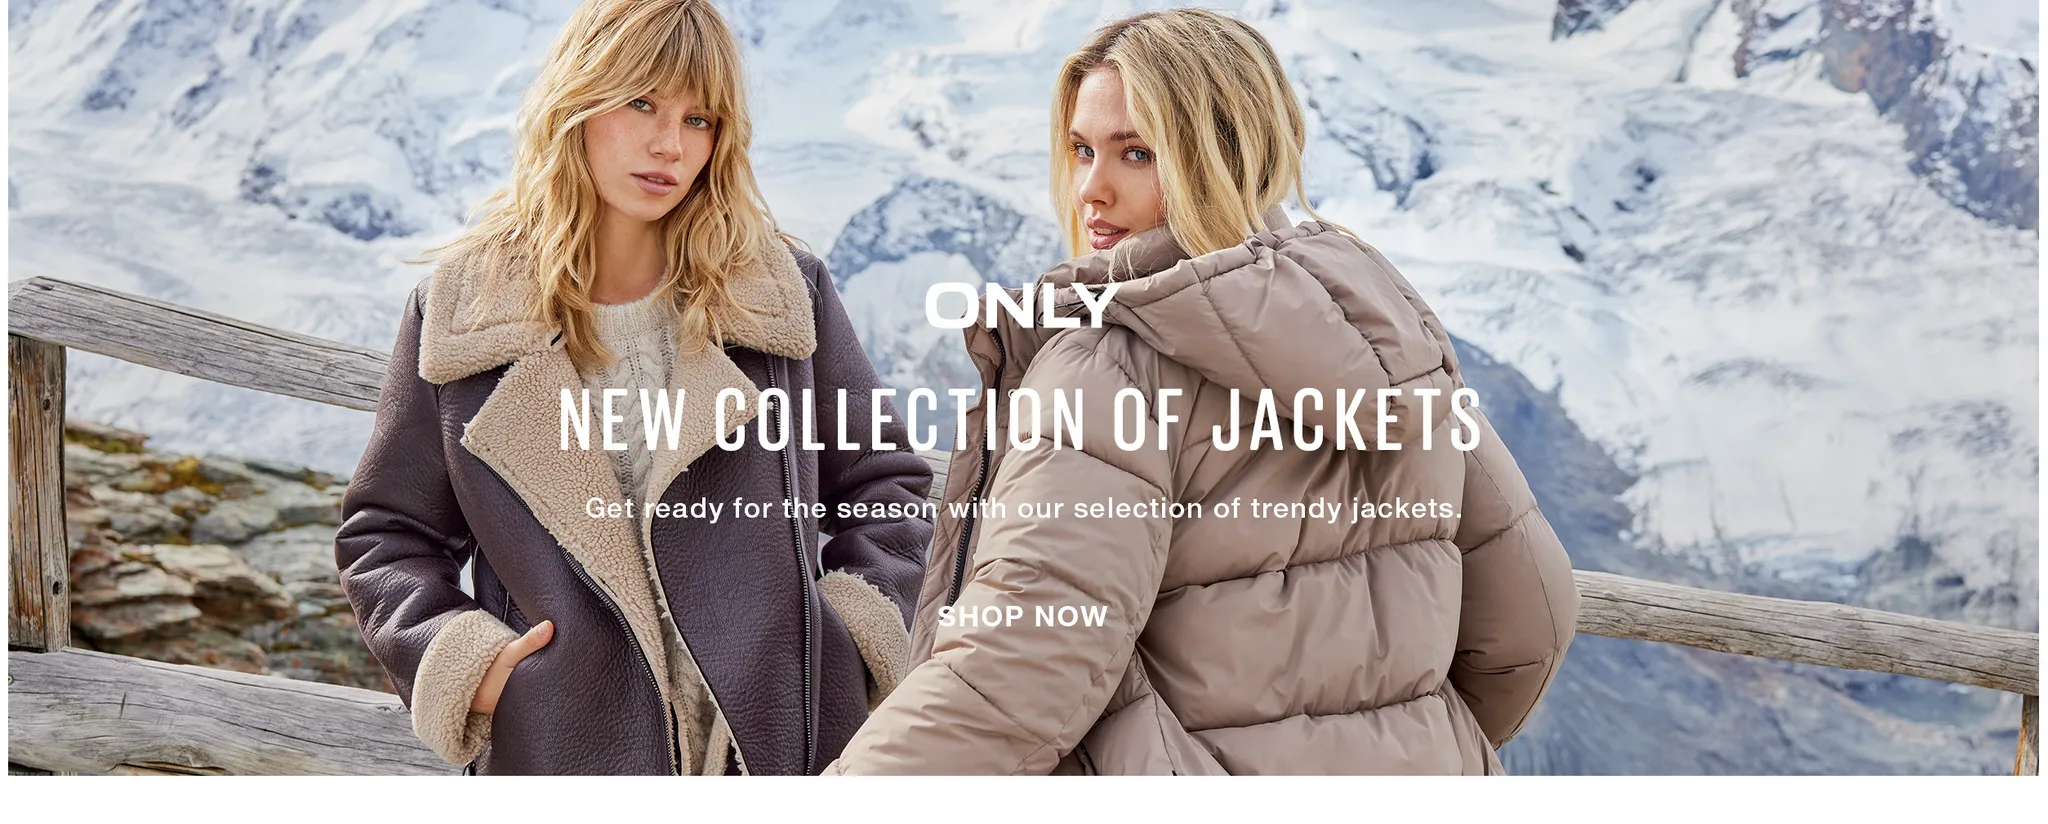 ONLY
NEW COLLECTION OF JACKETS
Get ready for the season with our selection of trendy jackets.
SHOP NOW